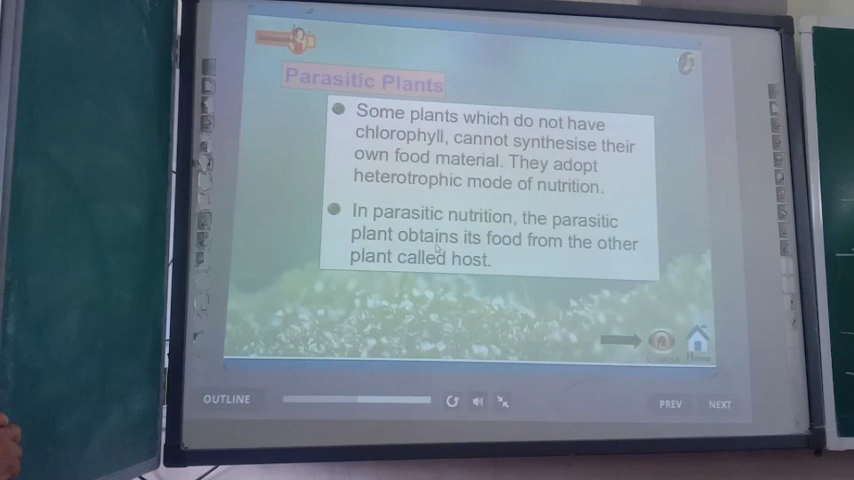 Parasitic Plants
Some plants which do not have
chlorophyll, cannot synthesise their
own food material. They adopt
heterotrophic mode of nutrition.
In parasitic nutrition, the parasitic
plant obtains its food from the other
plant called host.
Home
OUTLINE
PREV
NEXT